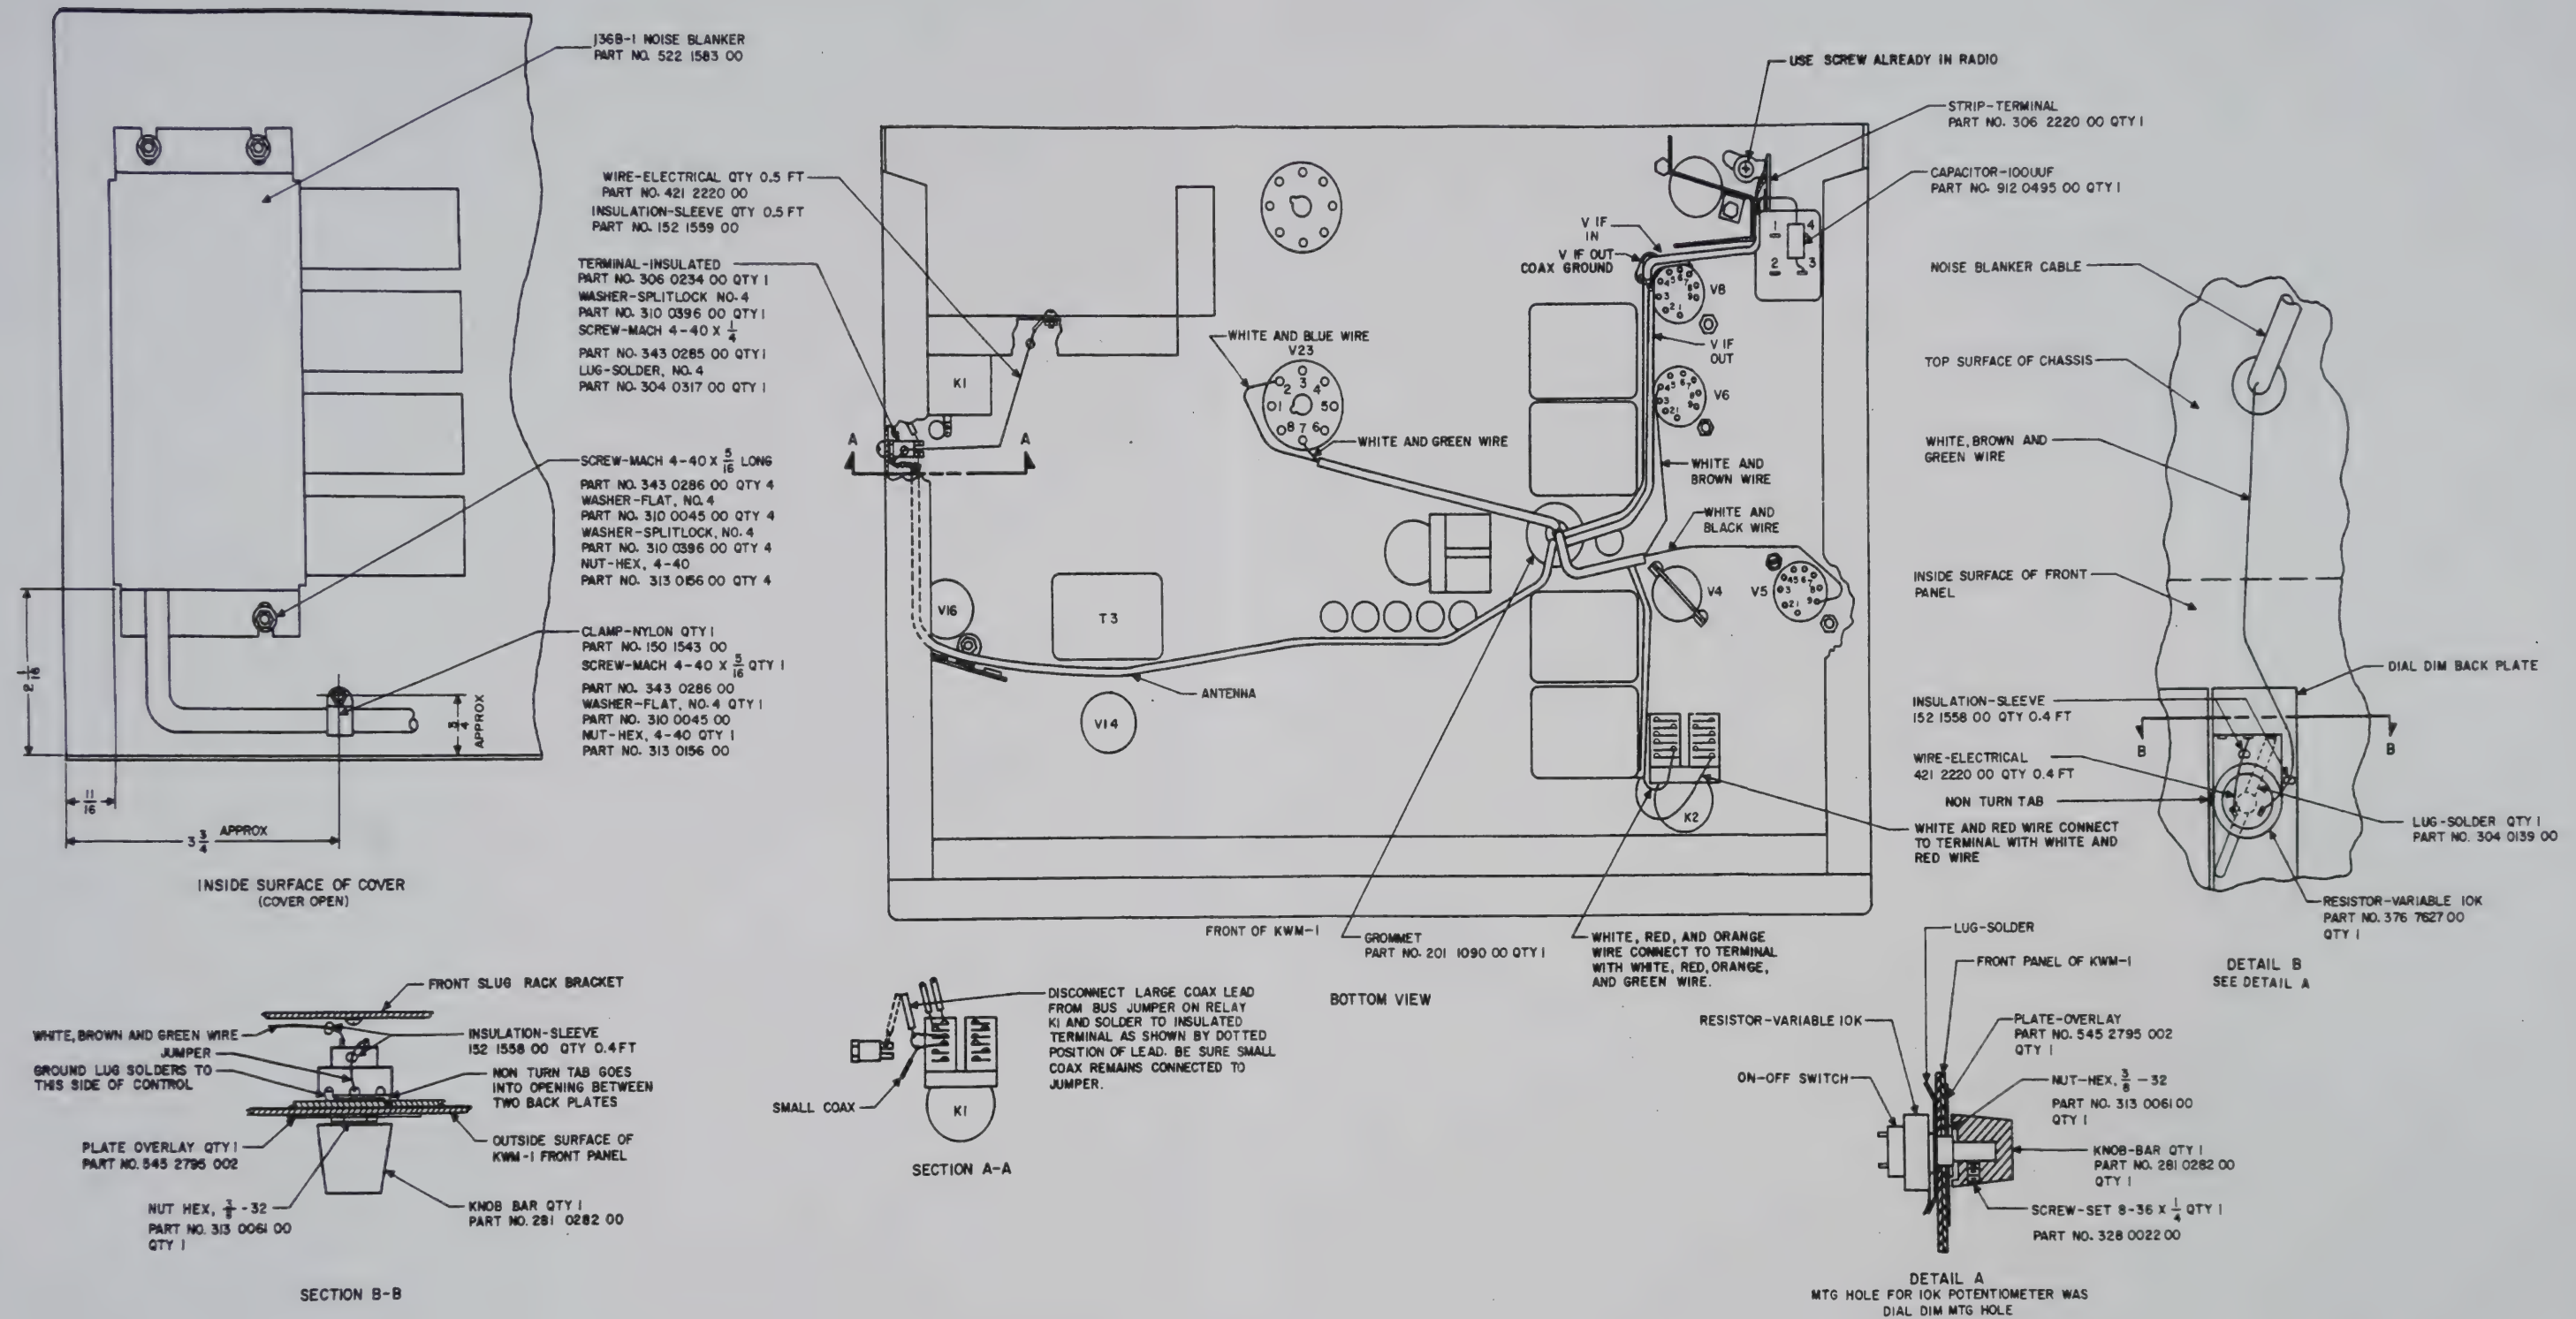 136B-1 NOISE BLANKER
PART NO. 522 1583 00
WIRE-ELECTRICAL QTY 0.5 FT
PART NO. 421 2220 00
INSULATION-SLEEVE QTY 0.5 FT
PART NO. 152 1559 00
TERMINAL-INSULATED
PART NO. 306 0234 00 QTY 1
WASHER-SPLITLOCK NO. 4
PART NO. 310 0396 00 QTY 1
SCREW-MACH 4-40 X 1/4
PART NO. 343 0285 00 QTY 1
LUG-SOLDER, NO. 4
PART NO. 304 0317 00 QTY 1
SCREW-MACH 4-40 X 5/16 LONG
PART NO. 343 0286 00 QTY 4
WASHER-FLAT, NO. 4
PART NO. 310 0045 00 QTY 4
WASHER-SPLITLOCK, NO. 4
PART NO. 310 0396 00 QTY 4
NUT-HEX, 4-40
PART NO. 313 0156 00 QTY 4
CLAMP-NYLON QTY 1
PART NO. 150 1543 00
SCREW-MACH 4-40 X 5/16 QTY 1
PART NO. 343 0286 00
WASHER-FLAT, NO. 4 QTY 1
PART NO. 310 0045 00
NUT-HEX, 4-40 QTY 1
PART NO. 313 0156 00
2 1/16
3/4
APPROX
11/16
3 3/4 APPROX
INSIDE SURFACE OF COVER
(COVER OPEN)
USE SCREW ALREADY IN RADIO
STRIP-TERMINAL
PART NO. 306 2220 00 QTY 1
CAPACITOR-100UUF
PART NO. 912 0495 00 QTY 1
V IF
IN
V IF OUT
COAX GROUND
1
4
2
3
V8
V IF
OUT
V6
WHITE AND BLUE WIRE
V23
1 2 3 4 5 6 7 8
WHITE AND GREEN WIRE
WHITE AND
BROWN WIRE
WHITE AND
BLACK WIRE
K1
A
A
V16
T3
V14
ANTENNA
V4
V5
K2
WHITE AND RED WIRE CONNECT
TO TERMINAL WITH WHITE AND
RED WIRE
FRONT OF KWM-1
GROMMET
PART NO. 201 1090 00 QTY 1
WHITE, RED, AND ORANGE
WIRE CONNECT TO TERMINAL
WITH WHITE, RED, ORANGE,
AND GREEN WIRE.
BOTTOM VIEW
NOISE BLANKER CABLE
TOP SURFACE OF CHASSIS
WHITE, BROWN AND
GREEN WIRE
INSIDE SURFACE OF FRONT
PANEL
DIAL DIM BACK PLATE
INSULATION-SLEEVE
152 1558 00 QTY 0.4 FT
B
B
WIRE-ELECTRICAL
421 2220 00 QTY 0.4 FT
NON TURN TAB
LUG-SOLDER QTY 1
PART NO. 304 0139 00
RESISTOR-VARIABLE 10K
PART NO. 376 7627 00
QTY 1
DETAIL B
SEE DETAIL A
FRONT SLUG RACK BRACKET
WHITE, BROWN AND GREEN WIRE
JUMPER
GROUND LUG SOLDERS TO
THIS SIDE OF CONTROL
INSULATION-SLEEVE
152 1558 00 QTY 0.4 FT
NON TURN TAB GOES
INTO OPENING BETWEEN
TWO BACK PLATES
PLATE OVERLAY QTY 1
PART NO. 545 2795 002
OUTSIDE SURFACE OF
KWM-1 FRONT PANEL
NUT HEX, 3/8 -32
PART NO. 313 0061 00
QTY 1
KNOB BAR QTY 1
PART NO. 281 0282 00
SECTION B-B
DISCONNECT LARGE COAX LEAD
FROM BUS JUMPER ON RELAY
K1 AND SOLDER TO INSULATED
TERMINAL AS SHOWN BY DOTTED
POSITION OF LEAD. BE SURE SMALL
COAX REMAINS CONNECTED TO
JUMPER.
SMALL COAX
K1
SECTION A-A
LUG-SOLDER
FRONT PANEL OF KWM-1
RESISTOR-VARIABLE 10K
PLATE-OVERLAY
PART NO. 545 2795 002
QTY 1
ON-OFF SWITCH
NUT-HEX, 3/8 -32
PART NO. 313 0061 00
QTY 1
KNOB-BAR QTY 1
PART NO. 281 0282 00
QTY 1
SCREW-SET 8-36 X 1/4 QTY 1
PART NO. 328 0022 00
DETAIL A
MTG HOLE FOR 10K POTENTIOMETER WAS
DIAL DIM MTG HOLE